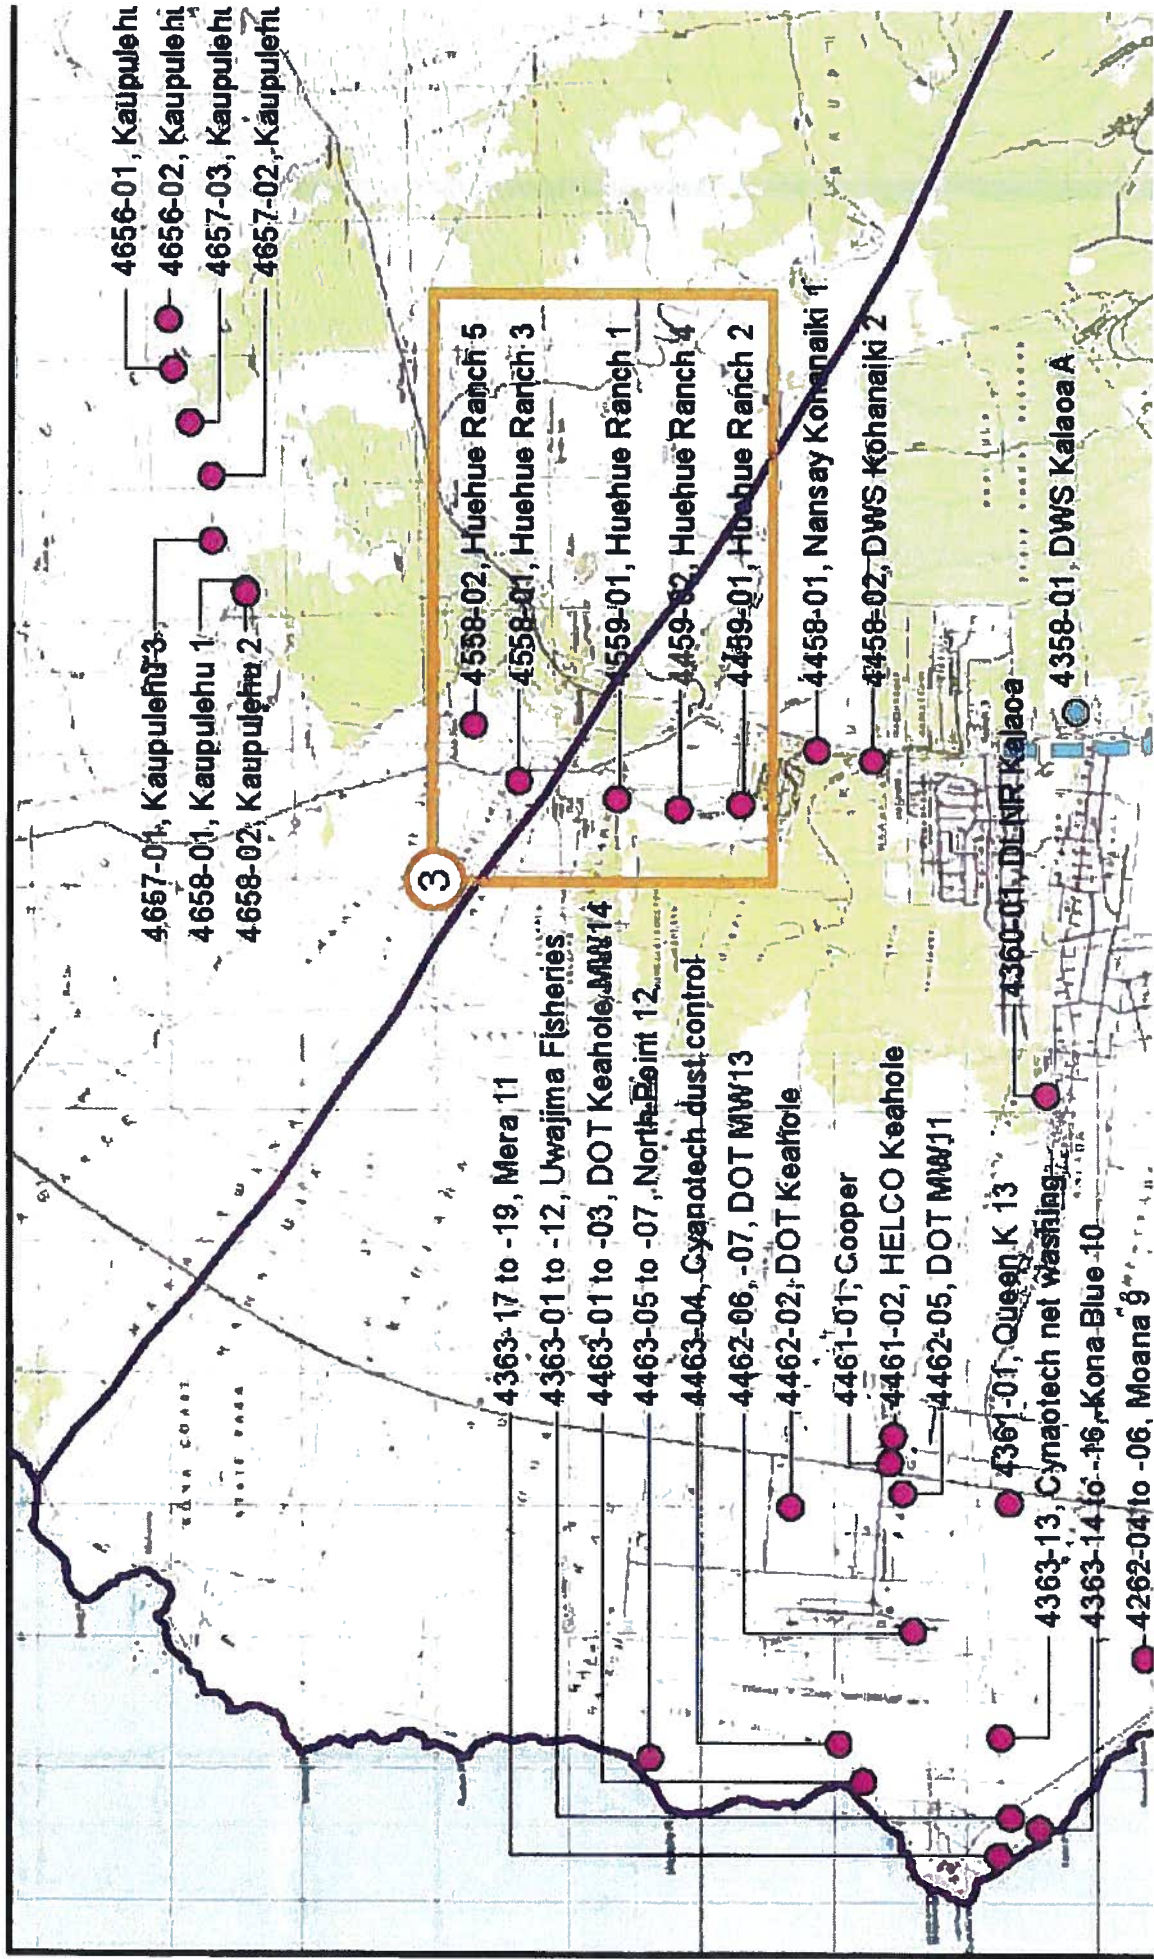 4656-01, Kaupulehu
4656-02, Kaupulehu
4657-03, Kaupulehu
4657-02, Kaupulehu
4657-01, Kaupulehu 3
4658-01, Kaupulehu 1
4658-02, Kaupulehu 2
3
4558-02, Huehue Ranch 5
4558-01, Huehue Ranch 3
4559-01, Huehue Ranch 1
4459-02, Huehue Ranch 4
4459-01, Huehue Ranch 2
4458-01, Nansay Kohanaiki 1
4458-02, DWS Kohanaiki 2
4358-01, DWS Kalaoa A
4360-01, DLNR Kalaoa
4363-17 to -19, Mera 11
4363-01 to -12, Uwajima Fisheries
4463-01 to -03, DOT Keahole MW14
4463-05 to -07, North Point 12
4463-04, Cyanotech dust control
4462-06, -07, DOT MW13
4462-02, DOT Keahole
4461-01, Cooper
4461-02, HELCO Keahole
4462-05, DOT MW11
4361-01, Queen K 13
4363-13, Cynaotech net washing
4363-14 to -16, Kona Blue 10
4262-04 to -06, Moana 9
KONA COAST
STATE PARK